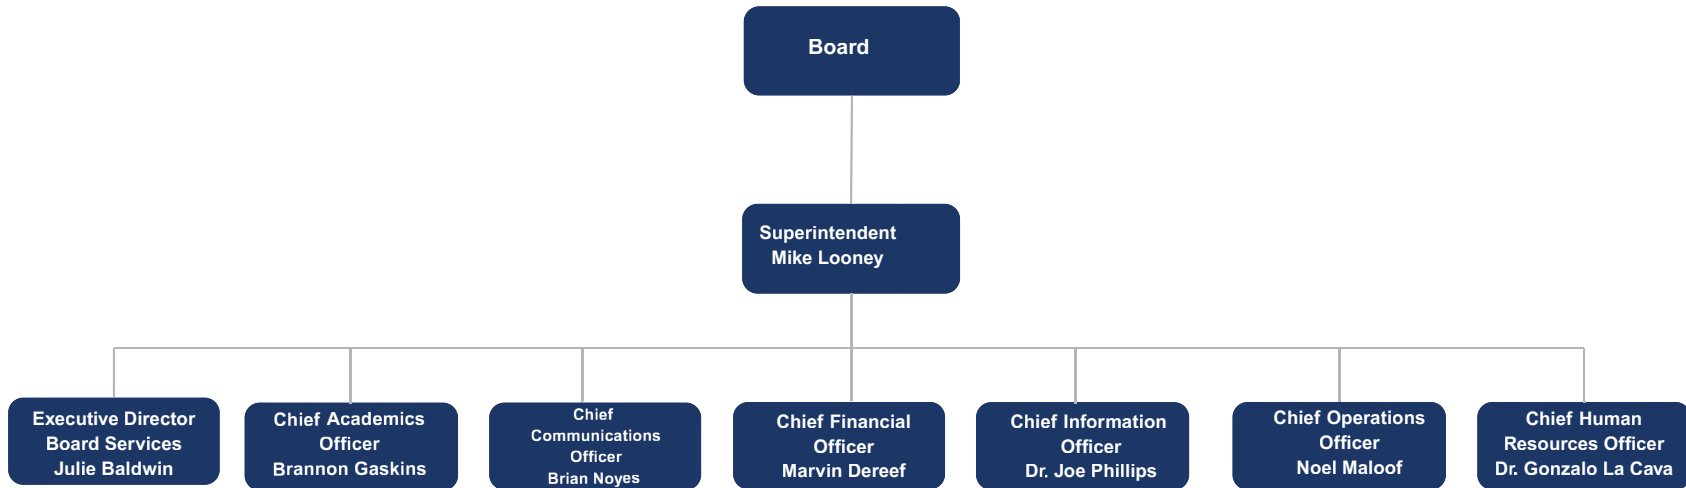 Board
Superintendent
Mike Looney
Executive Director
Board Services
Julie Baldwin
Chief Academics
Officer
Brannon Gaskins
Chief
Communications
Officer
Brian Noyes
Chief Financial
Officer
Marvin Dereef
Chief Information
Officer
Dr. Joe Phillips
Chief Operations
Officer
Noel Maloof
Chief Human
Resources Officer
Dr. Gonzalo La Cava